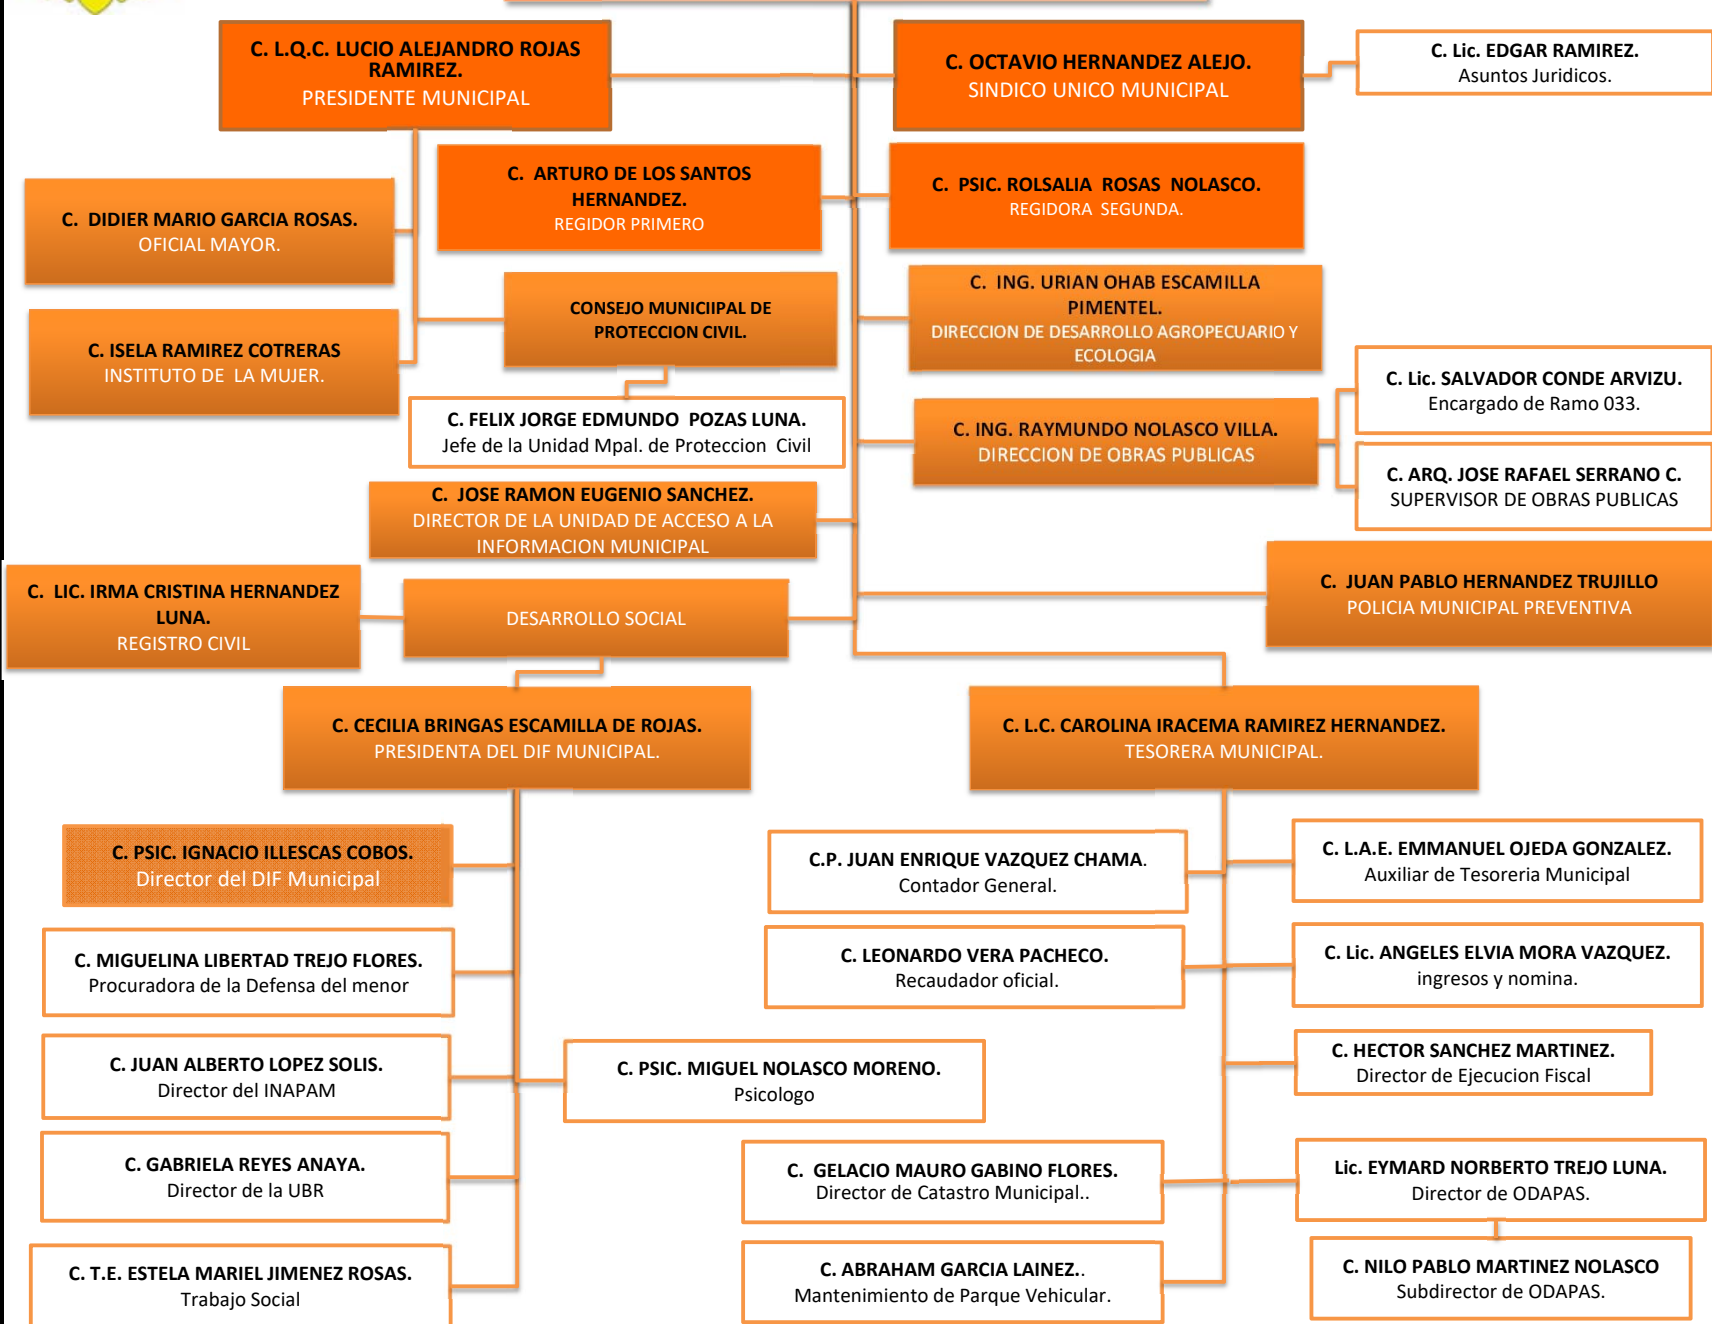 C. L.Q.C. LUCIO ALEJANDRO ROJAS
RAMIREZ.
PRESIDENTE MUNICIPAL
C. OCTAVIO HERNANDEZ ALEJO.
SINDICO UNICO MUNICIPAL
C. Lic. EDGAR RAMIREZ.
Asuntos Juridicos.
C. ARTURO DE LOS SANTOS
HERNANDEZ.
REGIDOR PRIMERO
C. PSIC. ROLSALIA ROSAS NOLASCO.
REGIDORA SEGUNDA.
C. DIDIER MARIO GARCIA ROSAS.
OFICIAL MAYOR.
CONSEJO MUNICIIPAL DE
PROTECCION CIVIL.
C. ING. URIAN OHAB ESCAMILLA
PIMENTEL.
DIRECCION DE DESARROLLO AGROPECUARIO Y
ECOLOGIA
C. ISELA RAMIREZ COTRERAS
INSTITUTO DE LA MUJER.
C. FELIX JORGE EDMUNDO POZAS LUNA.
Jefe de la Unidad Mpal. de Proteccion Civil
C. ING. RAYMUNDO NOLASCO VILLA.
DIRECCION DE OBRAS PUBLICAS
C. Lic. SALVADOR CONDE ARVIZU.
Encargado de Ramo 033.
C. ARQ. JOSE RAFAEL SERRANO C.
SUPERVISOR DE OBRAS PUBLICAS
C. JOSE RAMON EUGENIO SANCHEZ.
DIRECTOR DE LA UNIDAD DE ACCESO A LA
INFORMACION MUNICIPAL
C. LIC. IRMA CRISTINA HERNANDEZ
LUNA.
REGISTRO CIVIL
DESARROLLO SOCIAL
C. JUAN PABLO HERNANDEZ TRUJILLO
POLICIA MUNICIPAL PREVENTIVA
C. CECILIA BRINGAS ESCAMILLA DE ROJAS.
PRESIDENTA DEL DIF MUNICIPAL.
C. L.C. CAROLINA IRACEMA RAMIREZ HERNANDEZ.
TESORERA MUNICIPAL.
C. PSIC. IGNACIO ILLESCAS COBOS.
Director del DIF Municipal
C.P. JUAN ENRIQUE VAZQUEZ CHAMA.
Contador General.
C. L.A.E. EMMANUEL OJEDA GONZALEZ.
Auxiliar de Tesoreria Municipal
C. MIGUELINA LIBERTAD TREJO FLORES.
Procuradora de la Defensa del menor
C. LEONARDO VERA PACHECO.
Recaudador oficial.
C. Lic. ANGELES ELVIA MORA VAZQUEZ.
ingresos y nomina.
C. JUAN ALBERTO LOPEZ SOLIS.
Director del INAPAM
C. PSIC. MIGUEL NOLASCO MORENO.
Psicologo
C. HECTOR SANCHEZ MARTINEZ.
Director de Ejecucion Fiscal
C. GABRIELA REYES ANAYA.
Director de la UBR
C. GELACIO MAURO GABINO FLORES.
Director de Catastro Municipal..
Lic. EYMARD NORBERTO TREJO LUNA.
Director de ODAPAS.
C. T.E. ESTELA MARIEL JIMENEZ ROSAS.
Trabajo Social
C. ABRAHAM GARCIA LAINEZ..
Mantenimiento de Parque Vehicular.
C. NILO PABLO MARTINEZ NOLASCO
Subdirector de ODAPAS.